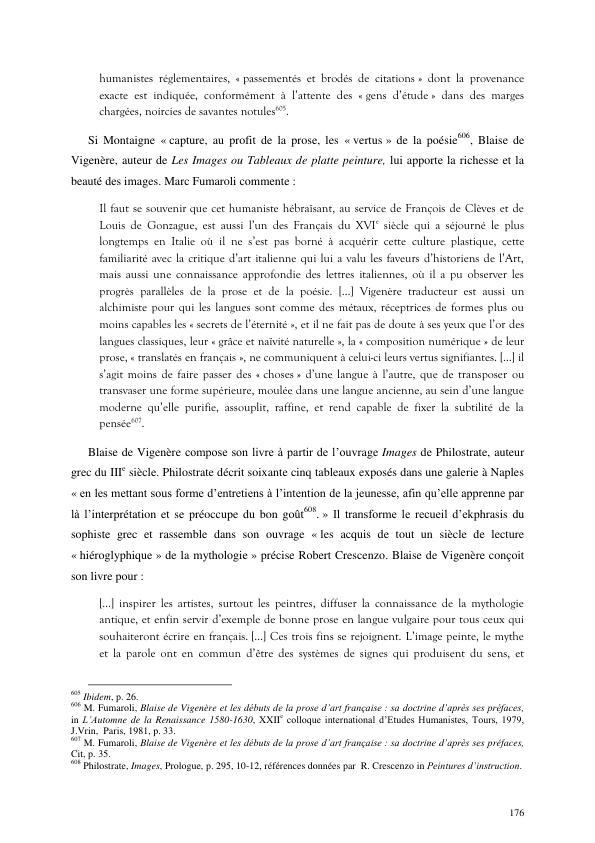 humanistes réglementaires, « passementés et brodés de citations » dont la provenance
exacte est indiquée, conformément à l'attente des « gens d'étude » dans des marges
chargées, noircies de savantes notules605.
Si Montaigne « capture, au profit de la prose, les « vertus » de la poésie606, Blaise de
Vigenère, auteur de Les Images ou Tableaux de platte peinture, lui apporte la richesse et la
beauté des images. Marc Fumaroli commente :
Il faut se souvenir que cet humaniste hébraïsant, au service de François de Clèves et de
Louis de Gonzague, est aussi l'un des Français du XVIe siècle qui a séjourné le plus
longtemps en Italie où il ne s'est pas borné à acquérir cette culture plastique, cette
familiarité avec la critique d'art italienne qui lui a valu les faveurs d'historiens de l'Art,
mais aussi une connaissance approfondie des lettres italiennes, où il a pu observer les
progrès parallèles de la prose et de la poésie. [...] Vigenère traducteur est aussi un
alchimiste pour qui les langues sont comme des métaux, réceptrices de formes plus ou
moins capables les « secrets de l'éternité », et il ne fait pas de doute à ses yeux que l'or des
langues classiques, leur « grâce et naïvité naturelle », la « composition numérique » de leur
prose, « translatés en français », ne communiquent à celui-ci leurs vertus signifiantes. [...] il
s'agit moins de faire passer des « choses » d'une langue à l'autre, que de transposer ou
transvaser une forme supérieure, moulée dans une langue ancienne, au sein d'une langue
moderne qu'elle purifie, assouplit, raffine, et rend capable de fixer la subtilité de la
pensée607.
Blaise de Vigenère compose son livre à partir de l'ouvrage Images de Philostrate, auteur
grec du IIIe siècle. Philostrate décrit soixante cinq tableaux exposés dans une galerie à Naples
« en les mettant sous forme d'entretiens à l'intention de la jeunesse, afin qu'elle apprenne par
là l'interprétation et se préoccupe du bon goût608. » Il transforme le recueil d'ekphrasis du
sophiste grec et rassemble dans son ouvrage « les acquis de tout un siècle de lecture
« hiéroglyphique » de la mythologie » précise Robert Crescenzo. Blaise de Vigenère conçoit
son livre pour :
[...] inspirer les artistes, surtout les peintres, diffuser la connaissance de la mythologie
antique, et enfin servir d'exemple de bonne prose en langue vulgaire pour tous ceux qui
souhaiteront écrire en français. [...] Ces trois fins se rejoignent. L'image peinte, le mythe
et la parole ont en commun d'être des systèmes de signes qui produisent du sens, et
605 Ibidem, p. 26.
606 M. Fumaroli, Blaise de Vigenère et les débuts de la prose d'art française : sa doctrine d'après ses préfaces,
in L'Automne de la Renaissance 1580-1630, XXIIe colloque international d'Etudes Humanistes, Tours, 1979,
J.Vrin, Paris, 1981, p. 33.
607 M. Fumaroli, Blaise de Vigenère et les débuts de la prose d'art française : sa doctrine d'après ses préfaces,
Cit, p. 35.
608 Philostrate, Images, Prologue, p. 295, 10-12, références données par R. Crescenzo in Peintures d'instruction.
176